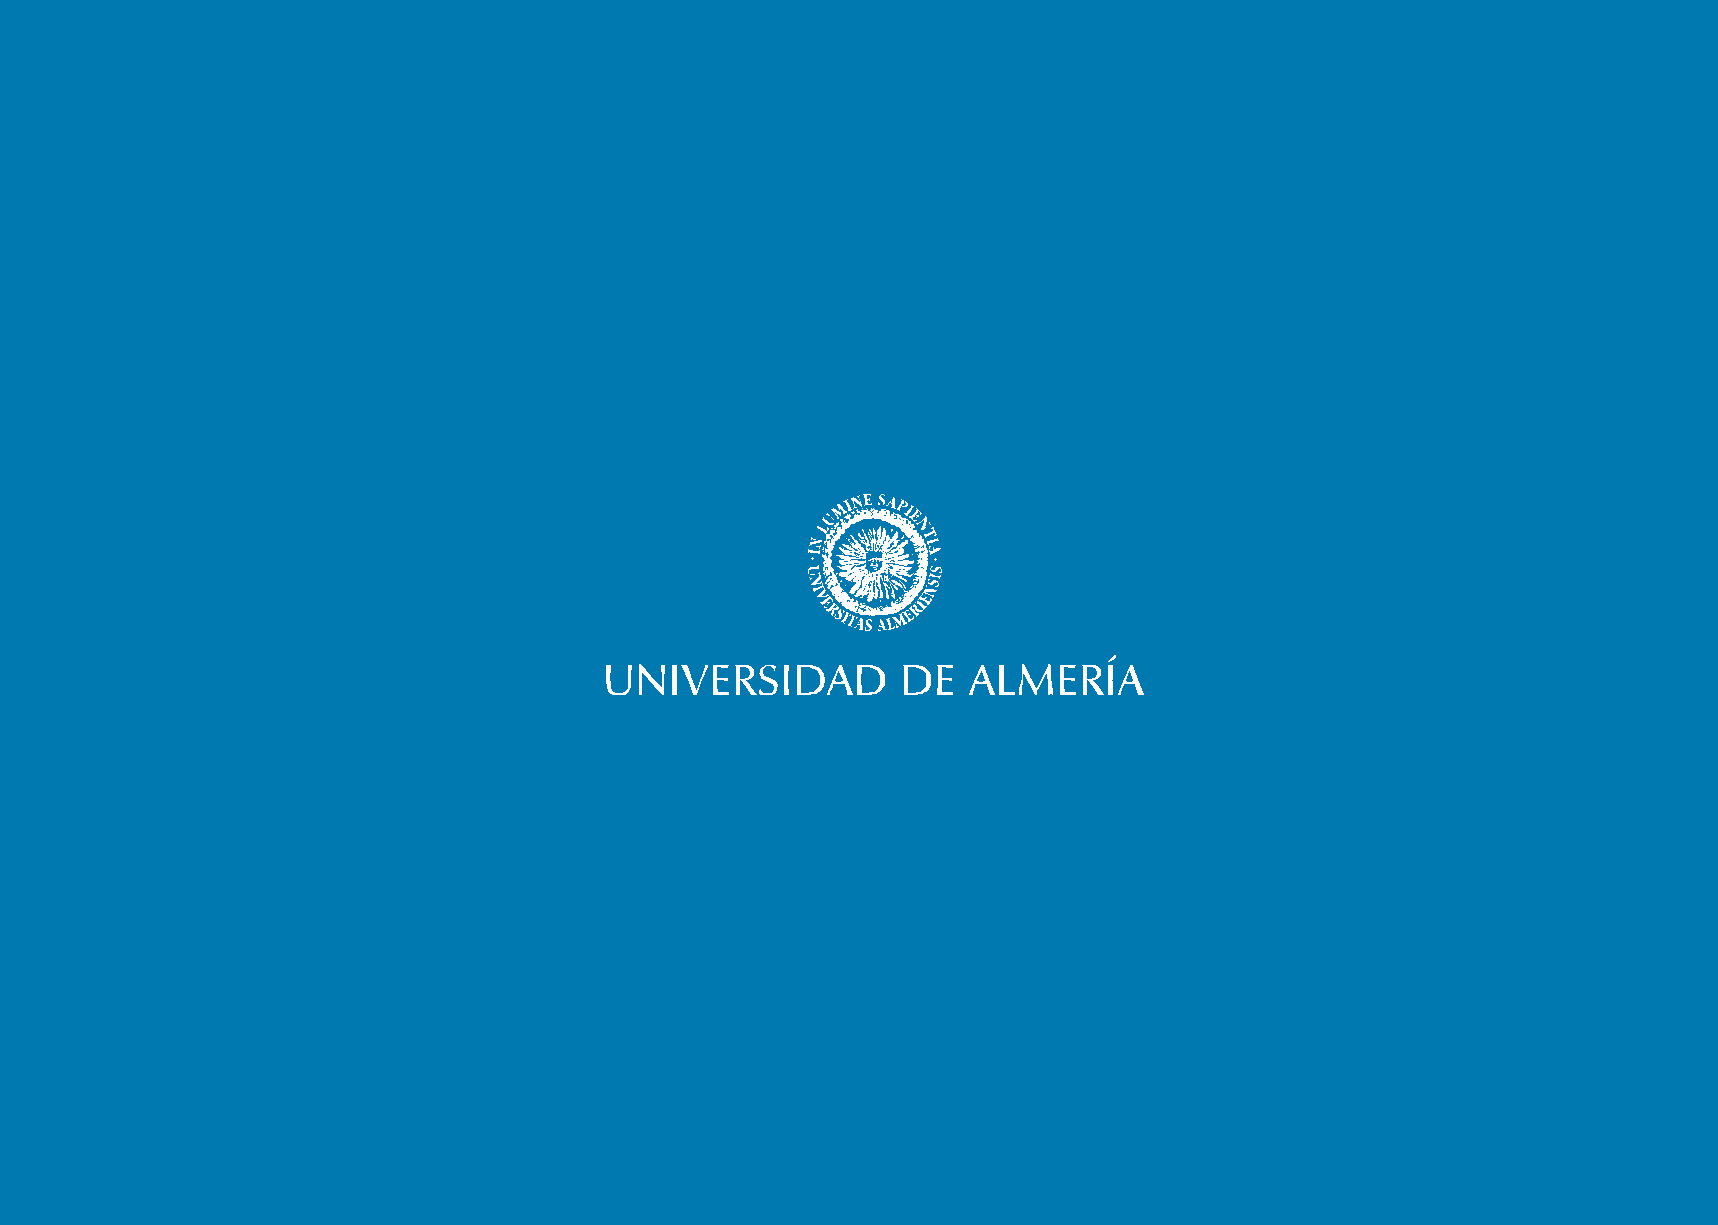 · IN LUMINE SAPIENTIA ·
UNIVERSITAS ALMERIENSIS
UNIVERSIDAD DE ALMERÍA